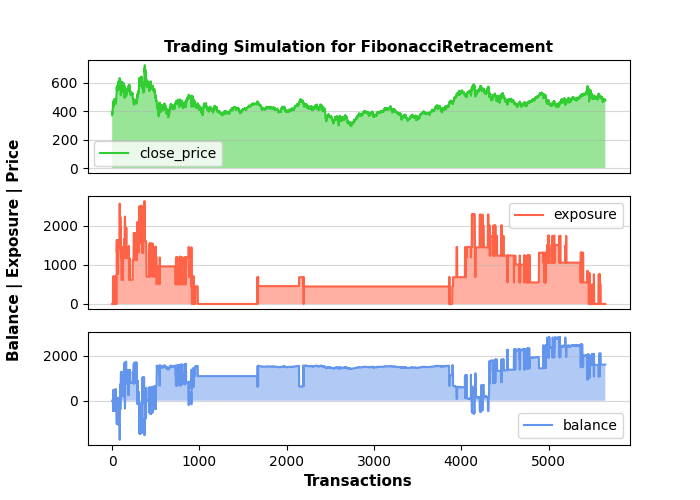 Trading Simulation for FibonacciRetracement
Balance | Exposure | Price
600
400
200
0
close_price
2000
1000
0
exposure
2000
0
balance
0
1000
2000
3000
4000
5000
Transactions